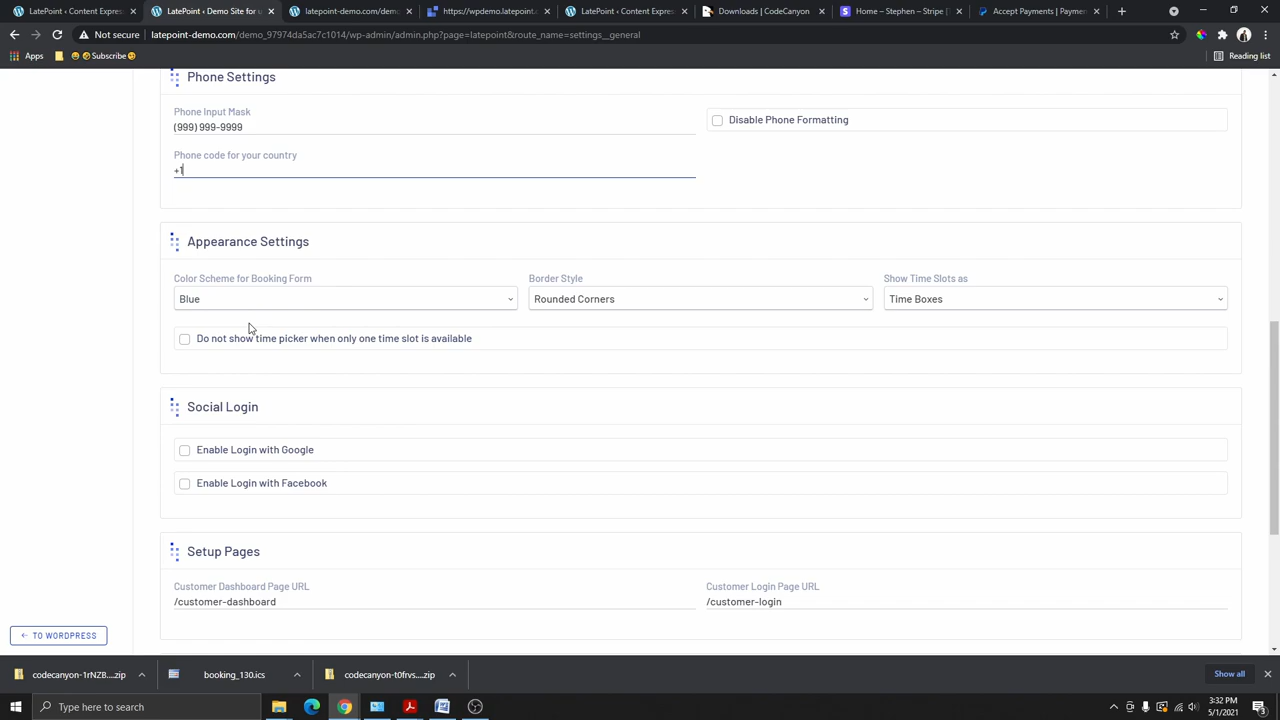 LatePoint ‹ Content Expres
LatePoint Demo Site for u
latepoint-demo.com/demo
https://wpdemo.latepoint
LatePoint ‹ Content Expres
Downloads | CodeCanyon
Home – Stephen – Stripe [
Accept Payments | Paymen
Not secure | latepoint-demo.com/demo_97974da5ac7c1014/wp-admin/admin.php?page=latepoint&route_name=settings__general
Apps
Subscribe
Reading list
Phone Settings
Phone Input Mask
(999) 999-9999
Disable Phone Formatting
Phone code for your country
+1
Appearance Settings
Color Scheme for Booking Form
Border Style
Show Time Slots as
Blue
Rounded Corners
Time Boxes
Do not show time picker when only one time slot is available
Social Login
Enable Login with Google
Enable Login with Facebook
Setup Pages
Customer Dashboard Page URL
Customer Login Page URL
/customer-dashboard
/customer-login
← TO WORDPRESS
codecanyon-1rNZB....zip
booking_130.ics
codecanyon-t0frvs....zip
Show all
Type here to search
3:32 PM
5/1/2021
3